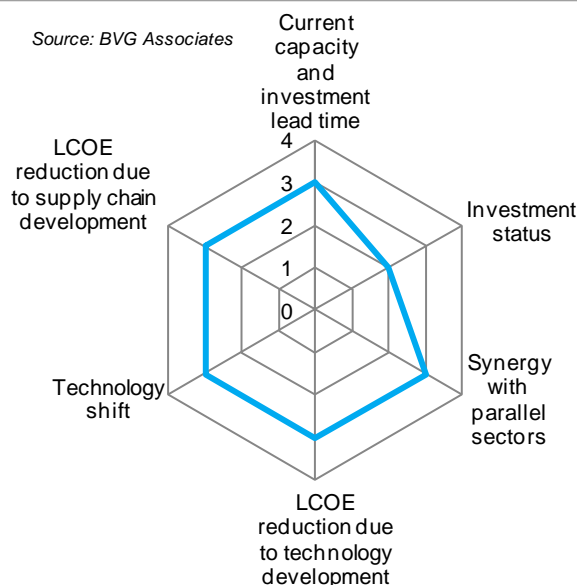 Source: BVG Associates
Current
capacity
and
investment
lead time
4
3
2
1
0
LCOE
reduction due
to supply chain
development
Investment
status
Technology
shift
Synergy
with
parallel
sectors
LCOE
reduction due
to technology
development